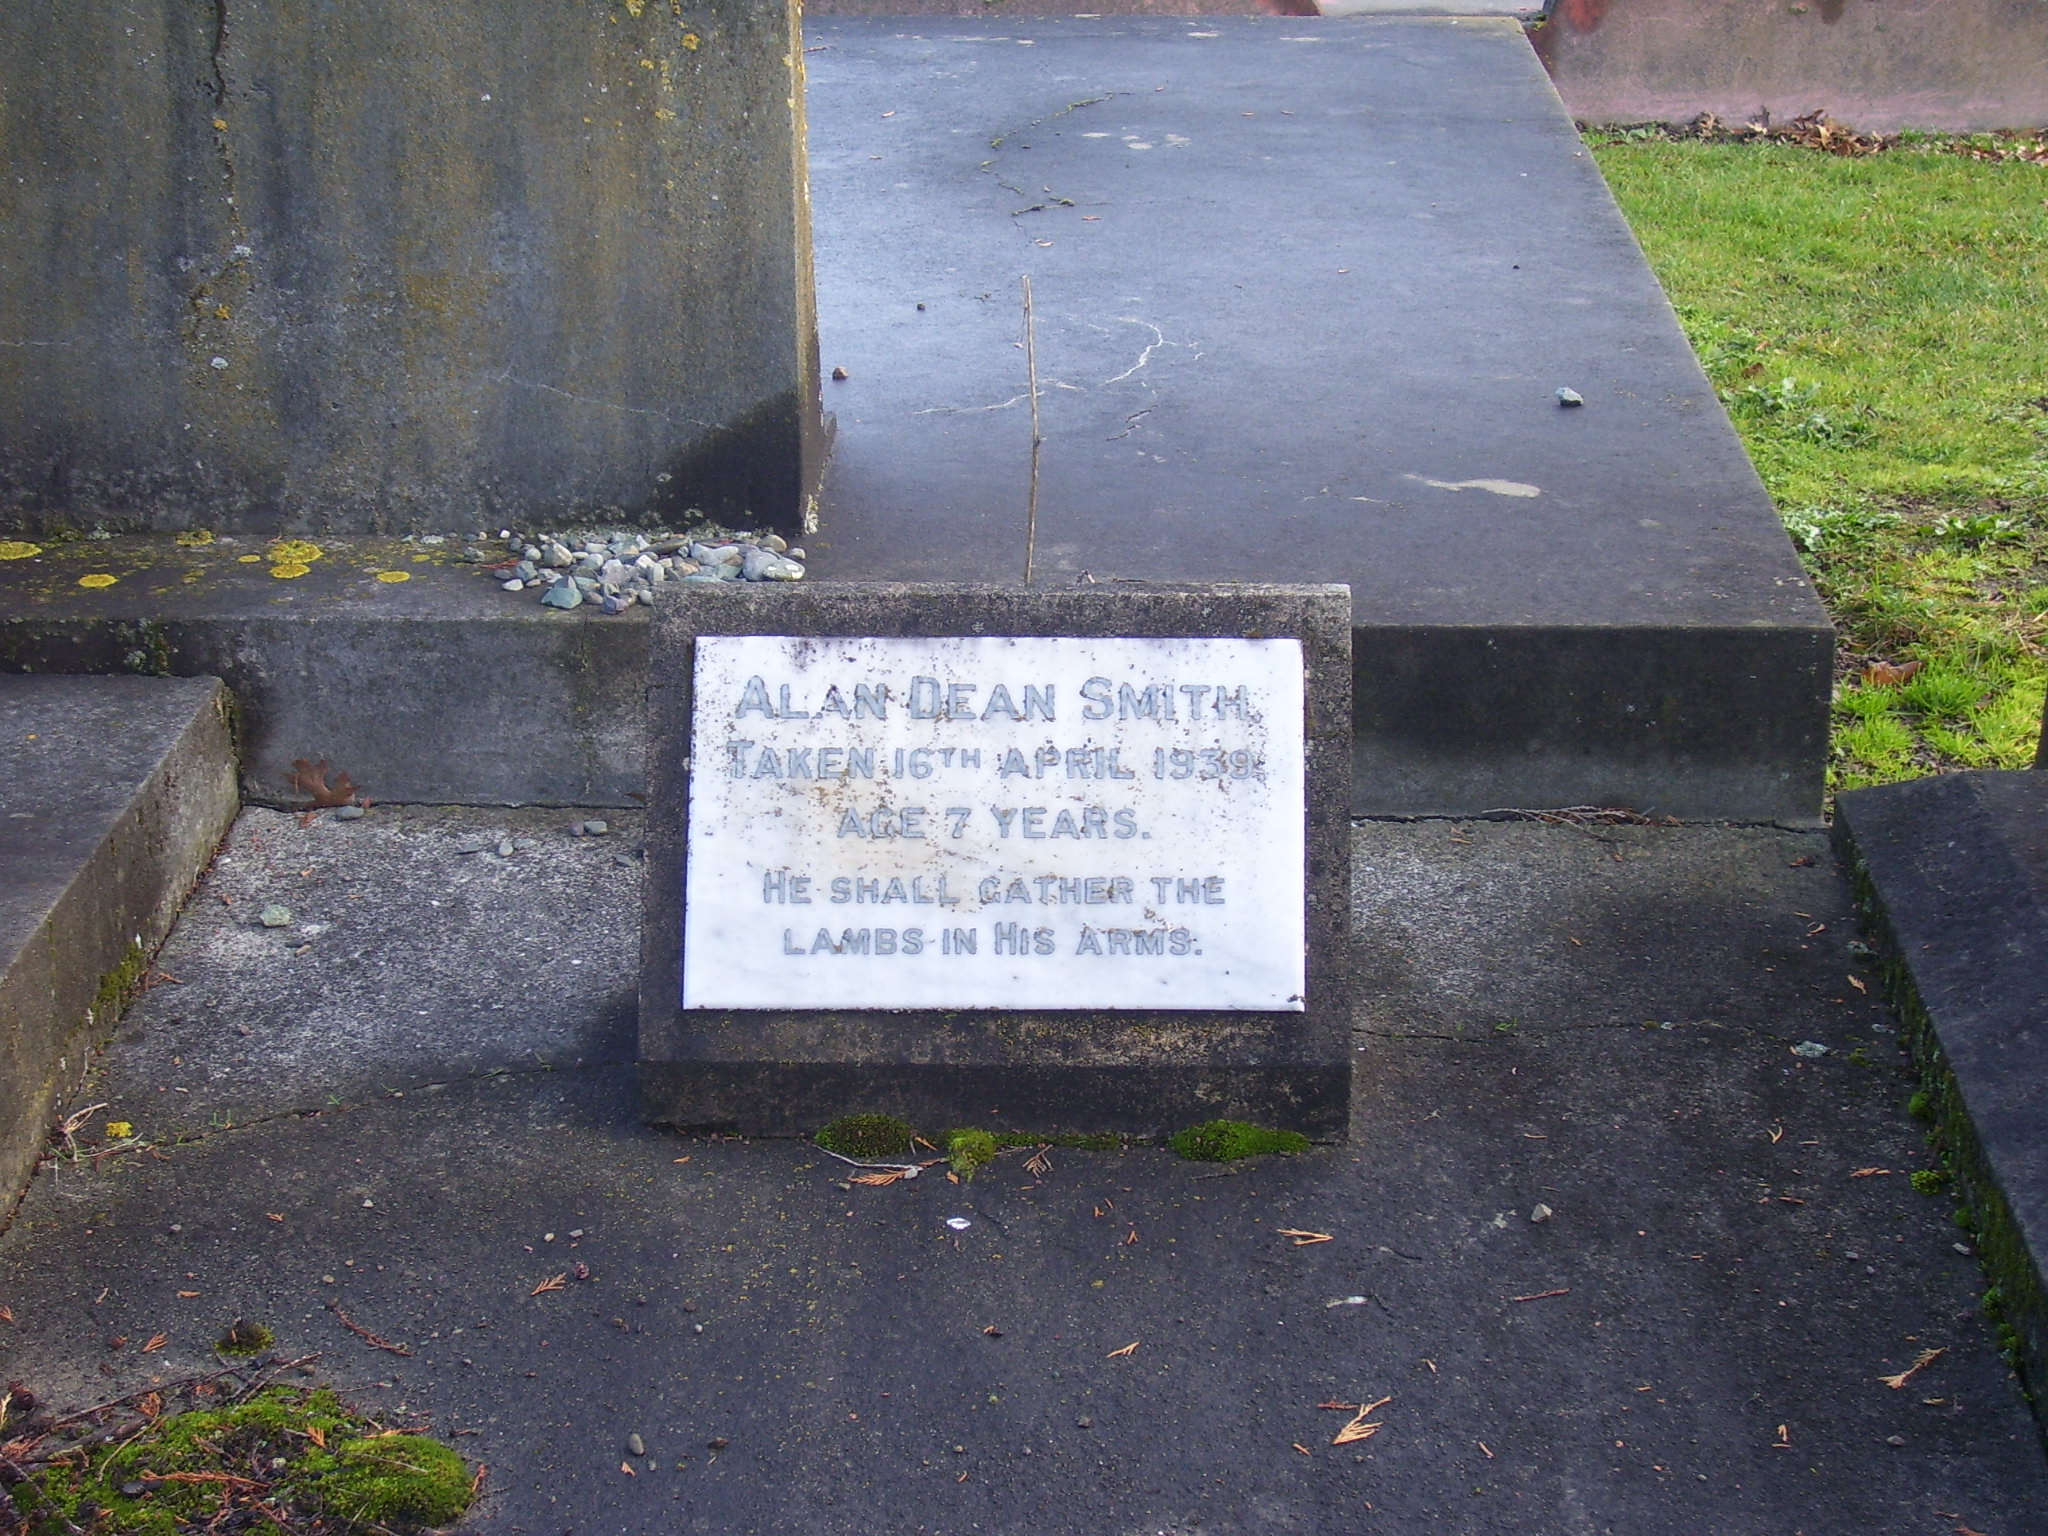 Alan Dean Smith
Taken 16th April 1939
Age 7 Years.
He shall gather the
lambs in His arms.